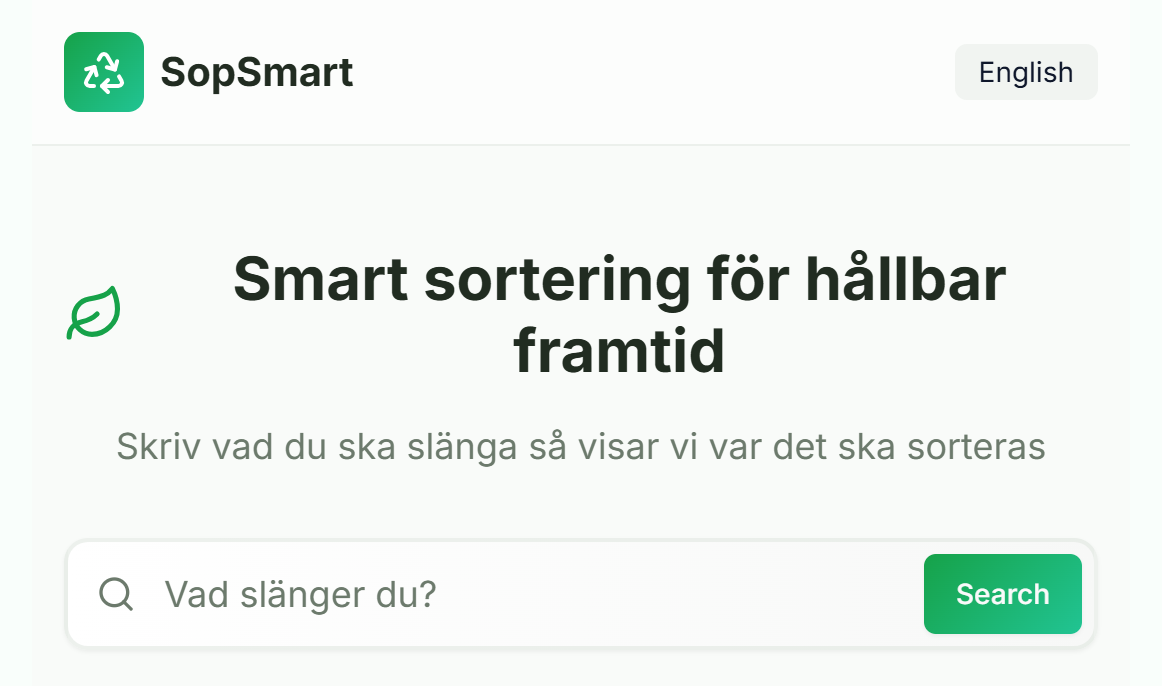 SopSmart
English
Smart sortering för hållbar
framtid
Skriv vad du ska slänga så visar vi var det ska sorteras
Vad slänger du?
Search